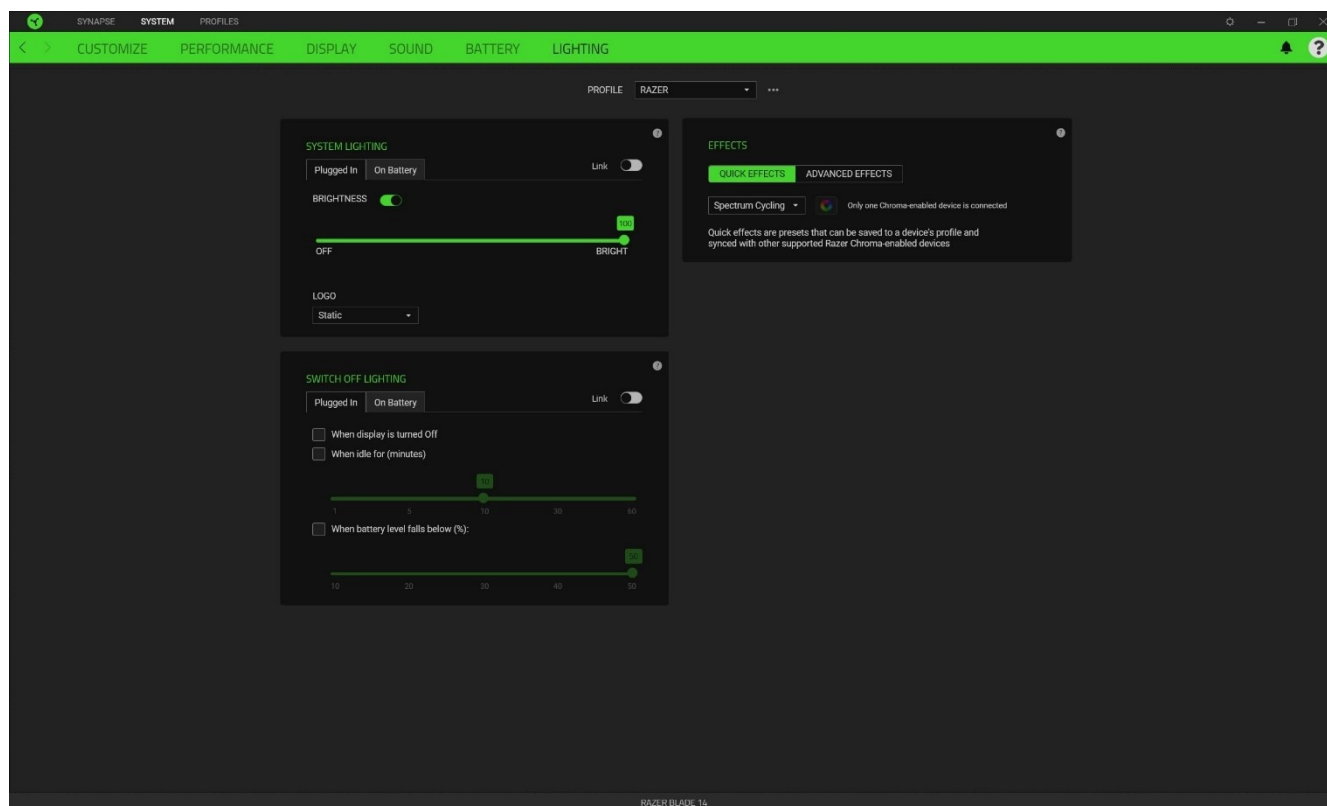 SYNAPSE SYSTEM PROFILES
CUSTOMIZE PERFORMANCE DISPLAY SOUND BATTERY LIGHTING
?
PROFILE RAZER •••
SYSTEM LIGHTING
?
Plugged In On Battery Link
BRIGHTNESS
100
OFF BRIGHT
LOGO
Static
EFFECTS
?
QUICK EFFECTS ADVANCED EFFECTS
Spectrum Cycling Only one Chroma-enabled device is connected
Quick effects are presets that can be saved to a device's profile and
synced with other supported Razer Chroma-enabled devices
SWITCH OFF LIGHTING
?
Plugged In On Battery Link
When display is turned Off
When idle for (minutes)
10
1 5 10 30 60
When battery level falls below (%):
50
10 20 30 40 50
RAZER BLADE 14